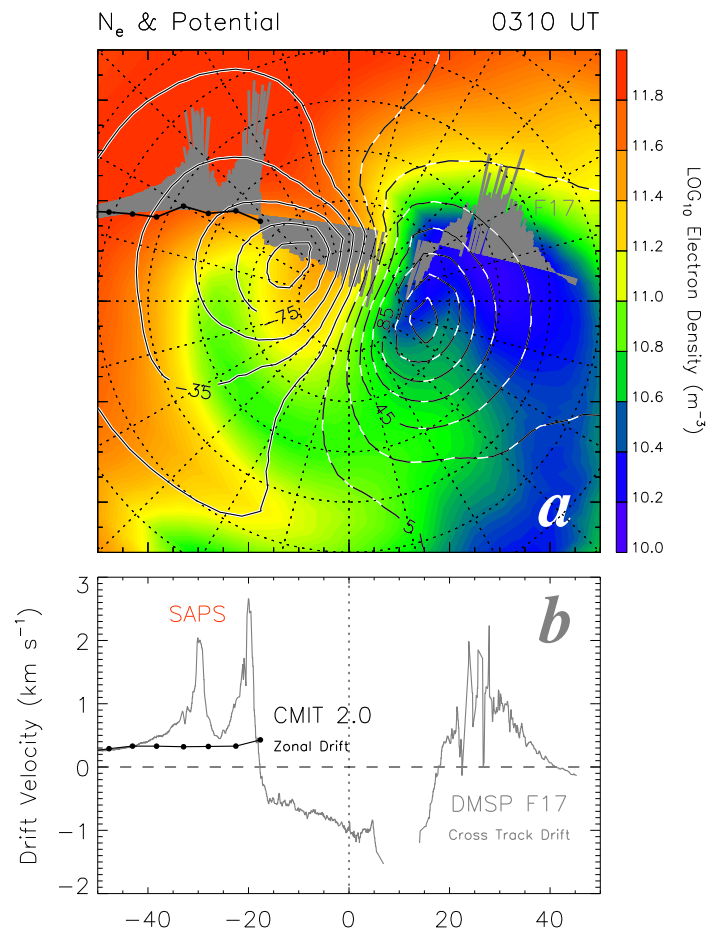 Nₑ & Potential 0310 UT
11.8
11.6
11.4
11.2
11.0
10.8
10.6
10.4
10.2
10.0
LOG₁₀ Electron Density (m⁻³)
F17
−75
−35
85
45
5
a
3
2
1
0
−1
−2
Drift Velocity (km s⁻¹)
SAPS
b
CMIT 2.0
Zonal Drift
DMSP F17
Cross Track Drift
−40 −20 0 20 40